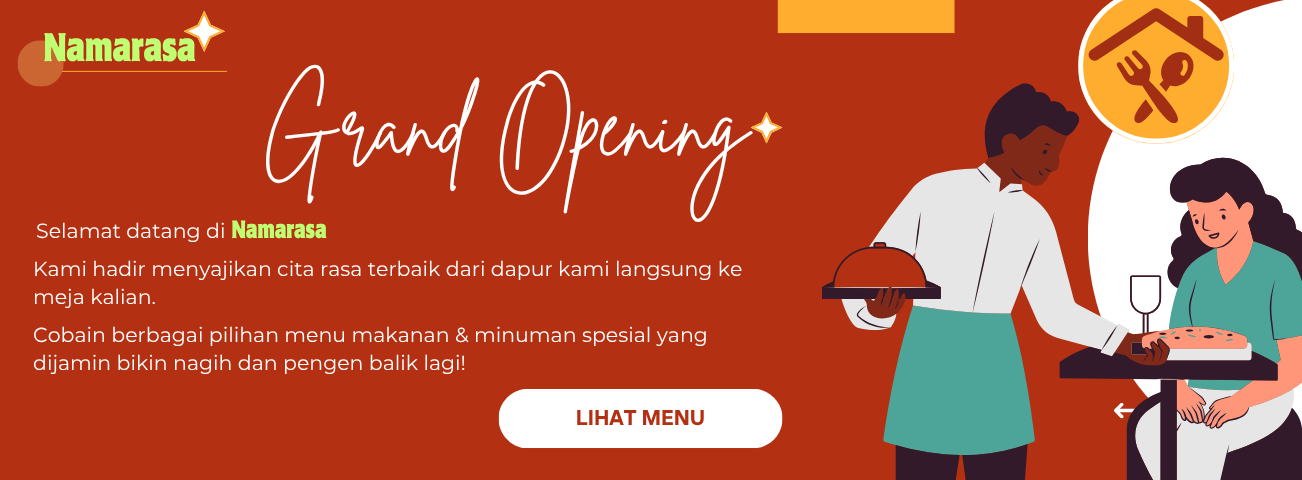 Namarasa
Grand Opening
Selamat datang di Namarasa
Kami hadir menyajikan cita rasa terbaik dari dapur kami langsung ke
meja kalian.
Cobain berbagai pilihan menu makanan & minuman spesial yang
dijamin bikin nagih dan pengen balik lagi!
LIHAT MENU